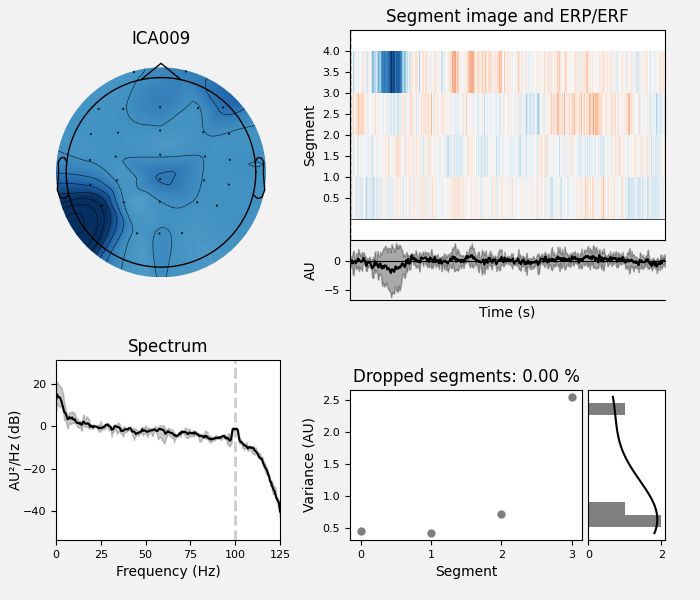 ICA009
Segment image and ERP/ERF
Segment
4.0
3.5
3.0
2.5
2.0
1.5
1.0
0.5
AU
0
−5
Time (s)
Spectrum
AU²/Hz (dB)
20
0
−20
−40
0 25 50 75 100 125
Frequency (Hz)
Dropped segments: 0.00 %
Variance (AU)
2.5
2.0
1.5
1.0
0.5
0 1 2 3
Segment
0 2